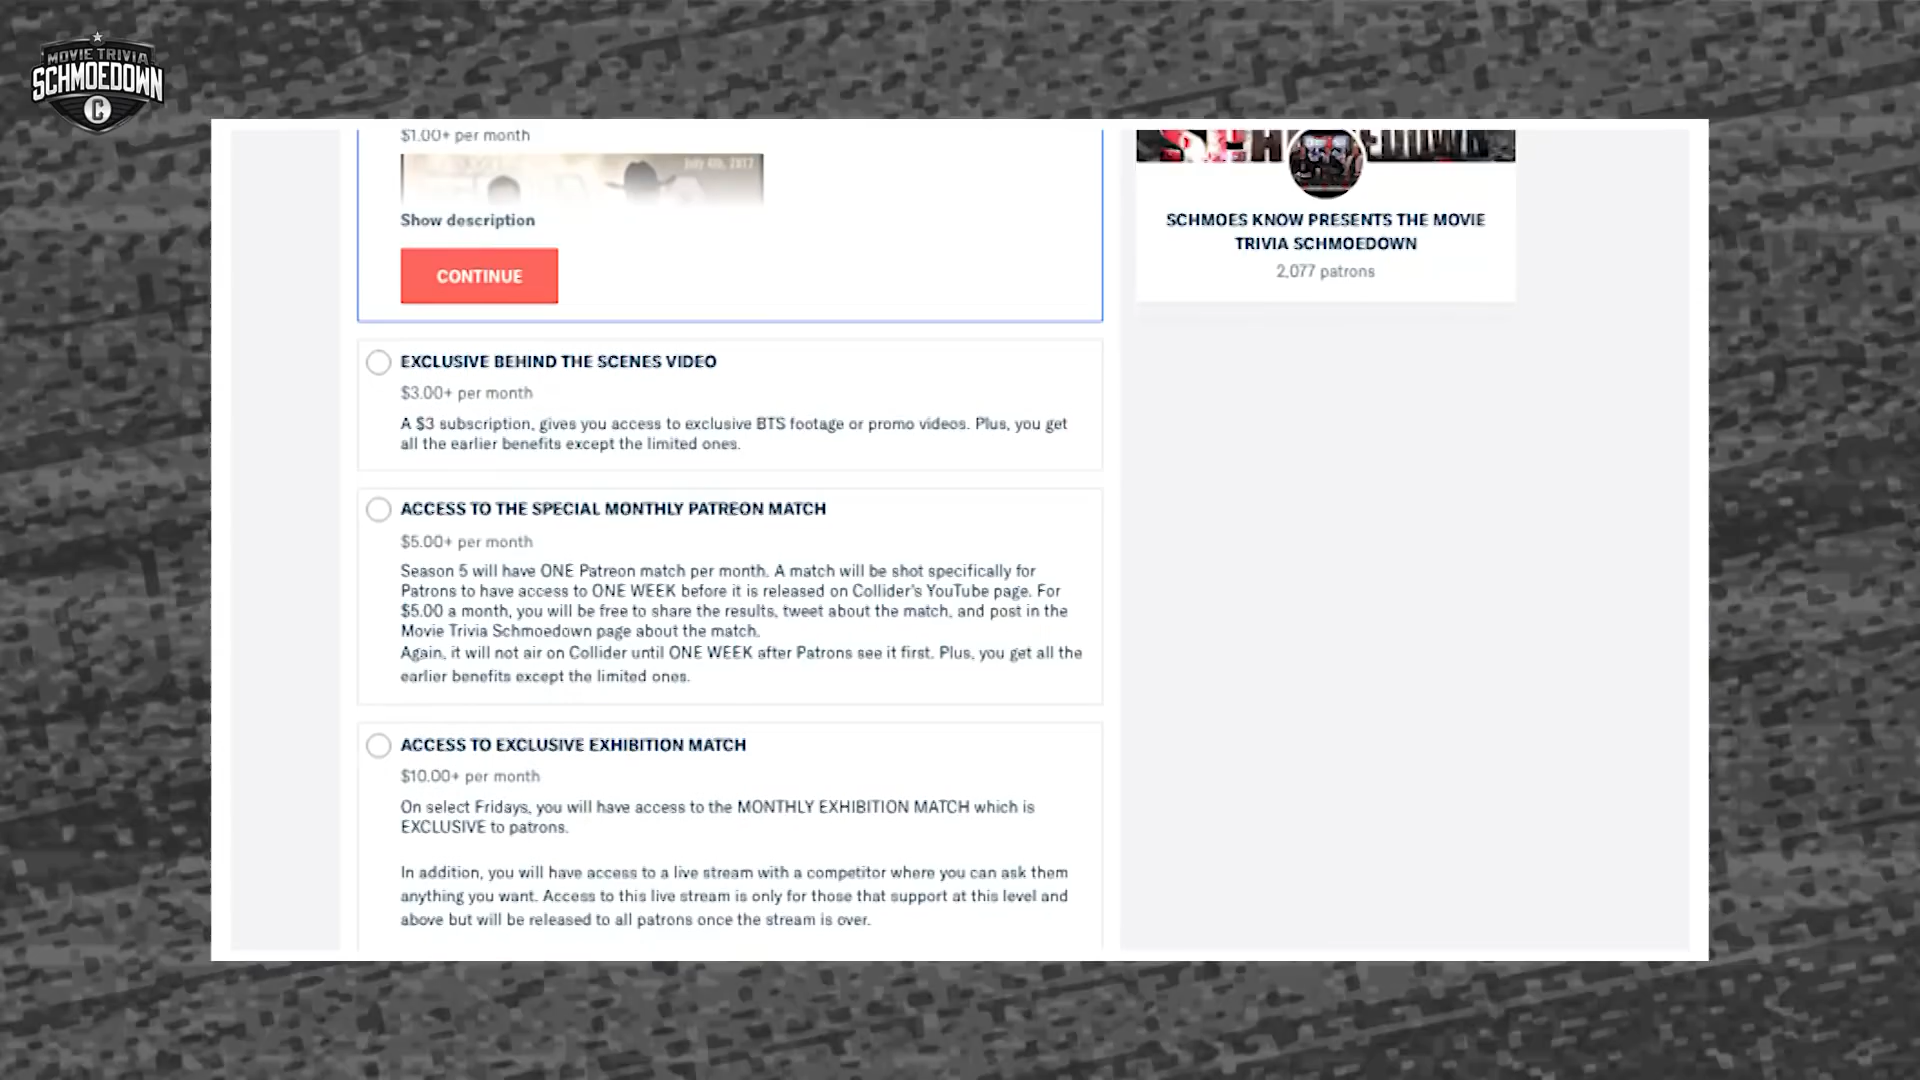 MOVIE TRIVIA
SCHMOEDOWN
C
$1.00+ per month
July 4th, 2017
Show description
CONTINUE
EXCLUSIVE BEHIND THE SCENES VIDEO
$3.00+ per month
A $3 subscription, gives you access to exclusive BTS footage or promo videos. Plus, you get
all the earlier benefits except the limited ones.
ACCESS TO THE SPECIAL MONTHLY PATREON MATCH
$5.00+ per month
Season 5 will have ONE Patreon match per month. A match will be shot specifically for
Patrons to have access to ONE WEEK before it is released on Collider's YouTube page. For
$5.00 a month, you will be free to share the results, tweet about the match, and post in the
Movie Trivia Schmoedown page about the match.
Again, it will not air on Collider until ONE WEEK after Patrons see it first. Plus, you get all the
earlier benefits except the limited ones.
ACCESS TO EXCLUSIVE EXHIBITION MATCH
$10.00+ per month
On select Fridays, you will have access to the MONTHLY EXHIBITION MATCH which is
EXCLUSIVE to patrons.
In addition, you will have access to a live stream with a competitor where you can ask them
anything you want. Access to this live stream is only for those that support at this level and
above but will be released to all patrons once the stream is over.
SCHMOES KNOW PRESENTS THE MOVIE
TRIVIA SCHMOEDOWN
2,077 patrons